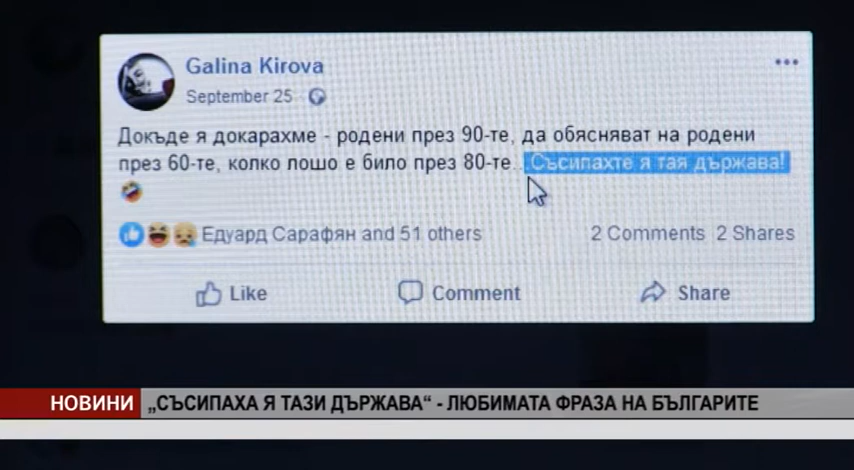 Galina Kirova
September 25
Докъде я докарахме - родени през 90-те, да обясняват на родени
през 60-те, колко лошо е било през 80-те.. Съсипахте я тая държава!
Едуард Сарафян and 51 others
2 Comments 2 Shares
Like Comment Share
НОВИНИ „СЪСИПАХА Я ТАЗИ ДЪРЖАВА“ - ЛЮБИМАТА ФРАЗА НА БЪЛГАРИТЕ